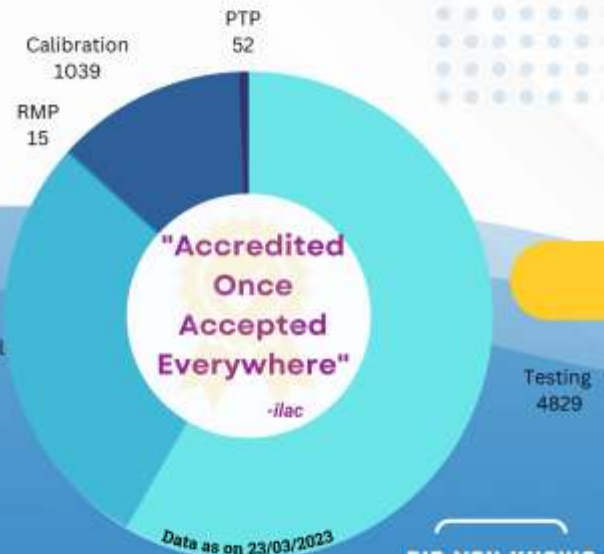 PTP
52
Calibration
1039
RMP
15
"Accredited
Once
Accepted
Everywhere"
-ilac
Testing
4829
Data as on 23/03/2023